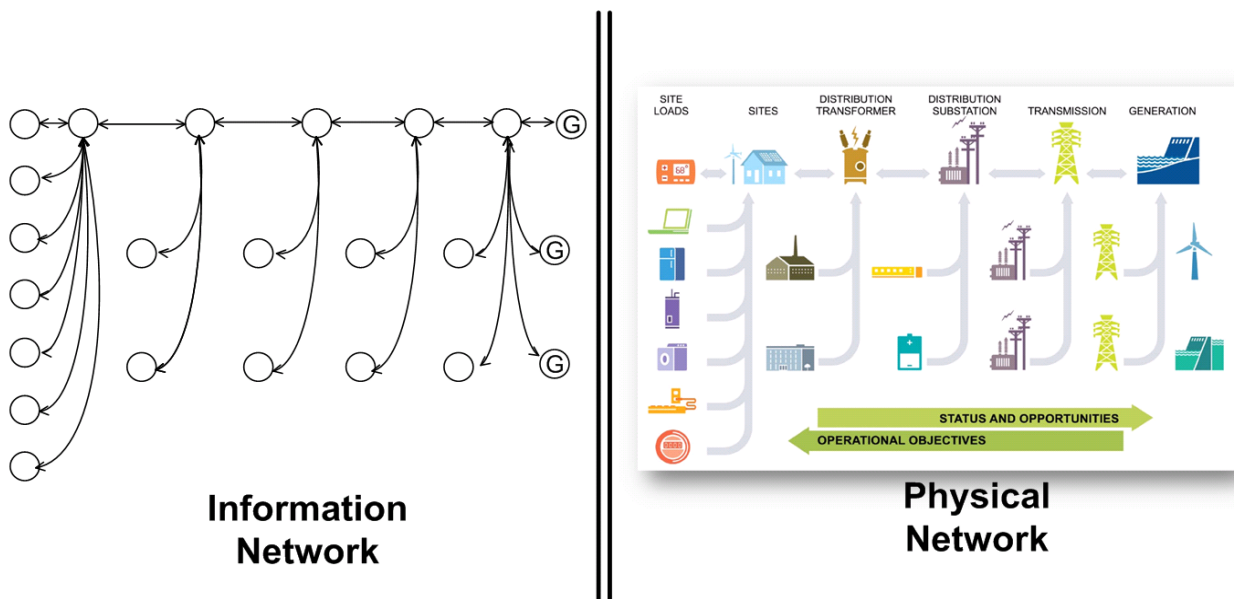 G
G
G
Information
Network
SITE
LOADS
SITES
DISTRIBUTION
TRANSFORMER
DISTRIBUTION
SUBSTATION
TRANSMISSION
GENERATION
68°
STATUS AND OPPORTUNITIES
OPERATIONAL OBJECTIVES
Physical
Network